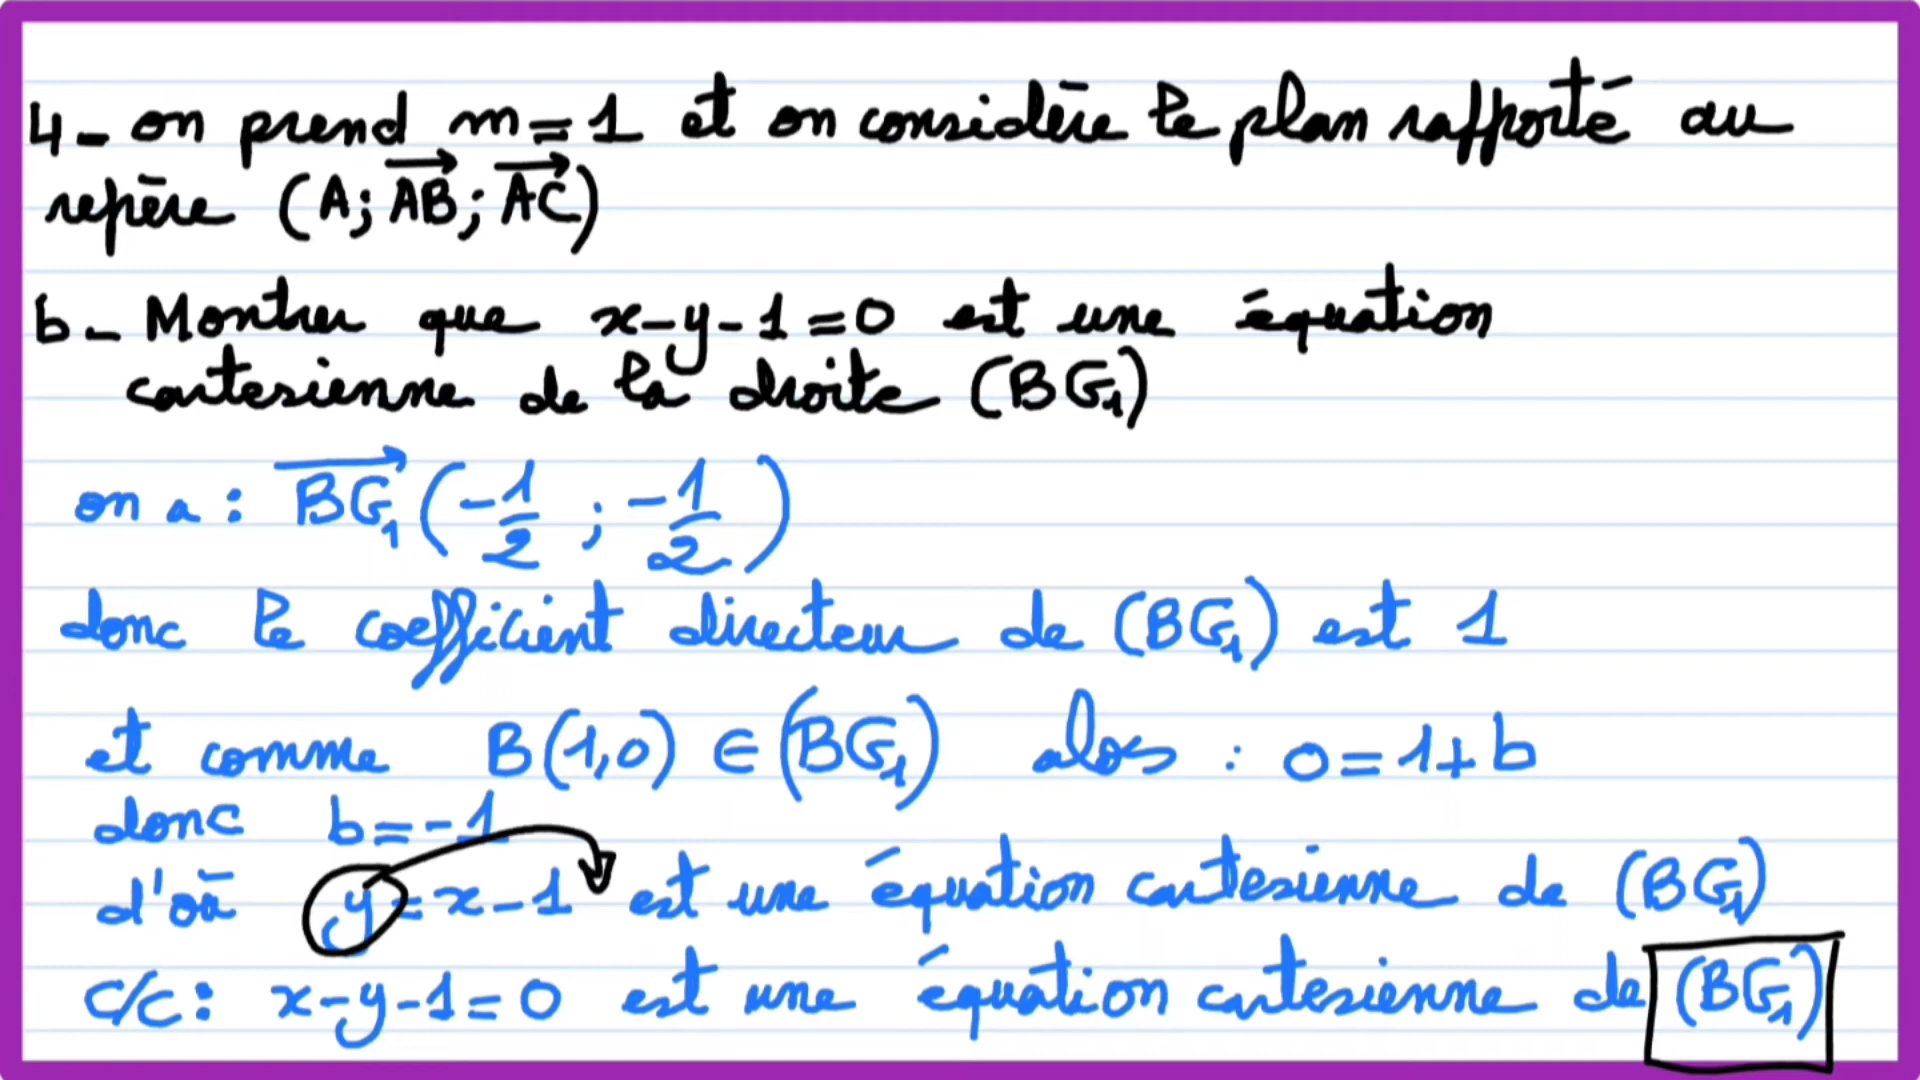 4- on prend m=1 et on considère le plan rapporté au
repère (A; \overrightarrow{AB}; \overrightarrow{AC})
b- Montrer que x-y-1=0 est une équation
cartesienne de la droite (BG₁)
on a : \overrightarrow{BG₁} (-1/2 ; -1/2)
donc le coefficient directeur de (BG₁) est 1
et comme B(1,0) ∈ (BG₁) alors : 0=1+b
donc b=-1
d'où y=x-1 est une équation cartesienne de (BG₁)
C/C: x-y-1=0 est une équation cartesienne de (BG₁)